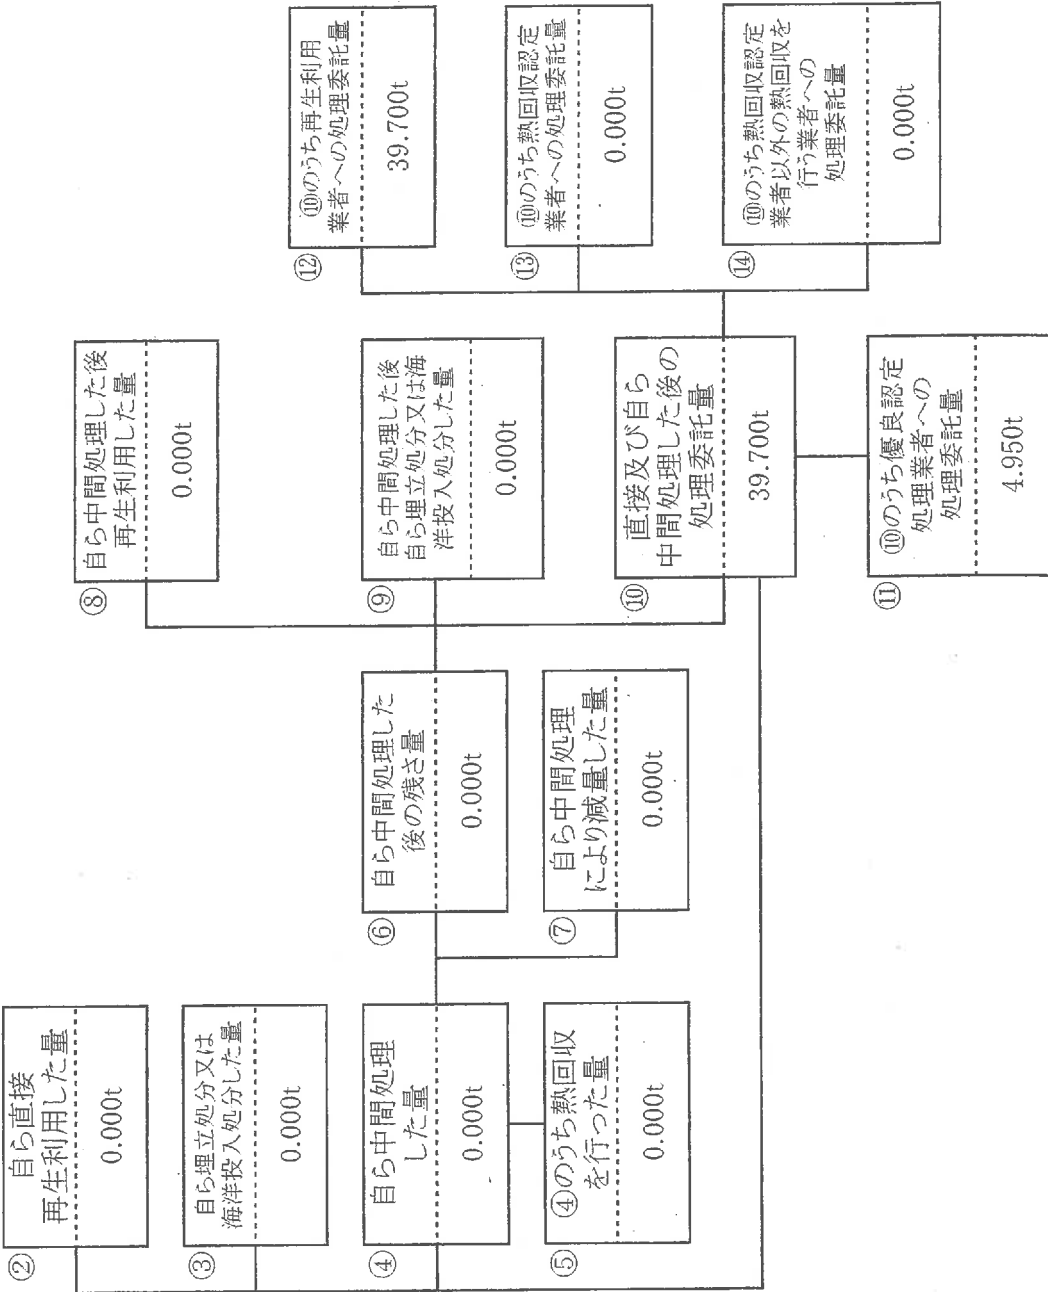 ②
自ら直接
再生利用した量
0.000t
③
自ら埋立処分又は
海洋投入処分した量
0.000t
④
自ら中間処理
した量
0.000t
⑤
④のうち熱回収
を行った量
0.000t
⑥
自ら中間処理した
後の残さ量
0.000t
⑦
自ら中間処理
により減量した量
0.000t
⑧
自ら中間処理した後
再生利用した量
0.000t
⑨
自ら中間処理した後
自ら埋立処分又は海
洋投入処分した量
0.000t
⑩
直接及び自ら
中間処理した後の
処理委託量
39.700t
⑪
⑩のうち優良認定
処理業者への
処理委託量
4.950t
⑫
⑩のうち再生利用
業者への処理委託量
39.700t
⑬
⑩のうち熱回収認定
業者への処理委託量
0.000t
⑭
⑩のうち熱回収認定
業者以外の熱回収を
行う業者への
処理委託量
0.000t